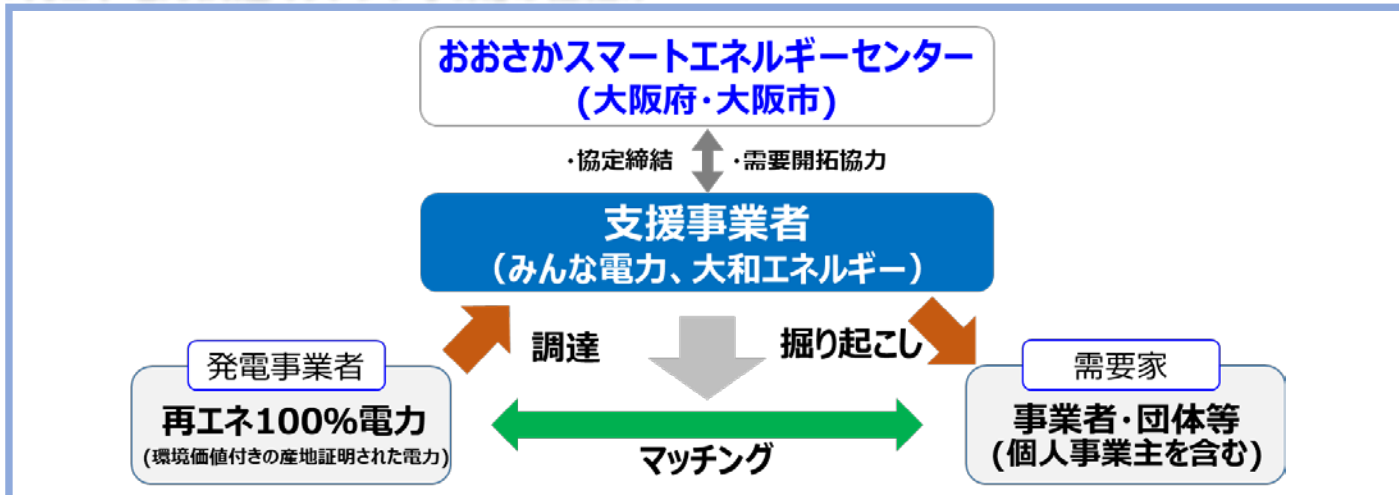 おおさかスマートエネルギーセンター
(大阪府・大阪市)
・協定締結
・需要開拓協力
支援事業者
（みんな電力、大和エネルギー）
調達
掘り起こし
発電事業者
再エネ100%電力
(環境価値付きの産地証明された電力)
マッチング
需要家
事業者・団体等
(個人事業主を含む)